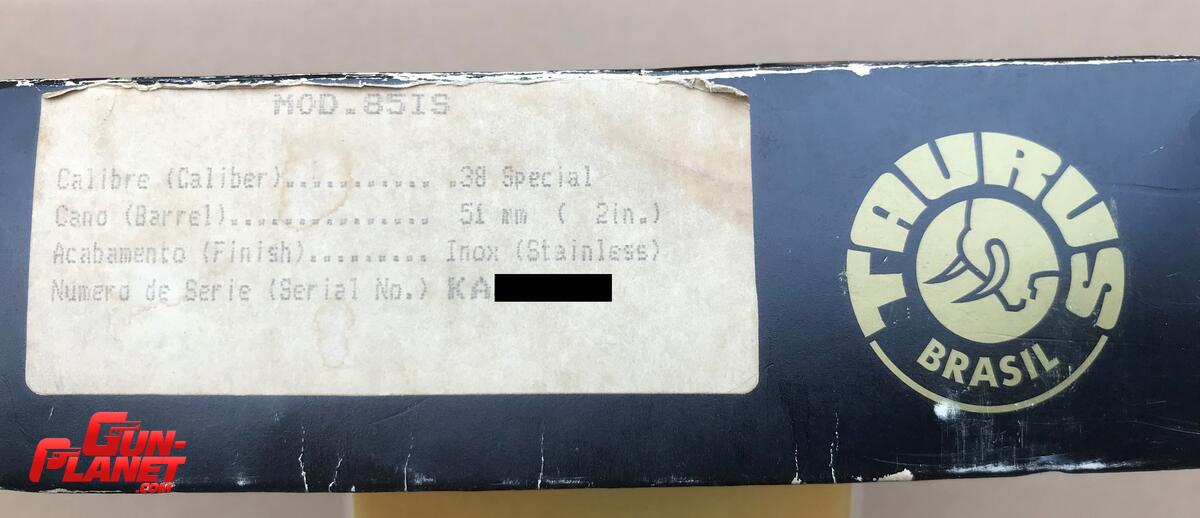 MOD.85IS
Calibre (Caliber)........... .38 Special
Cano (Barrel)............... 51 mm ( 2in.)
Acabamento (Finish)......... Inox (Stainless)
Numero de Serie (Serial No.) KA
TAURUS
BRASIL
GUN-
PLANET
.COM